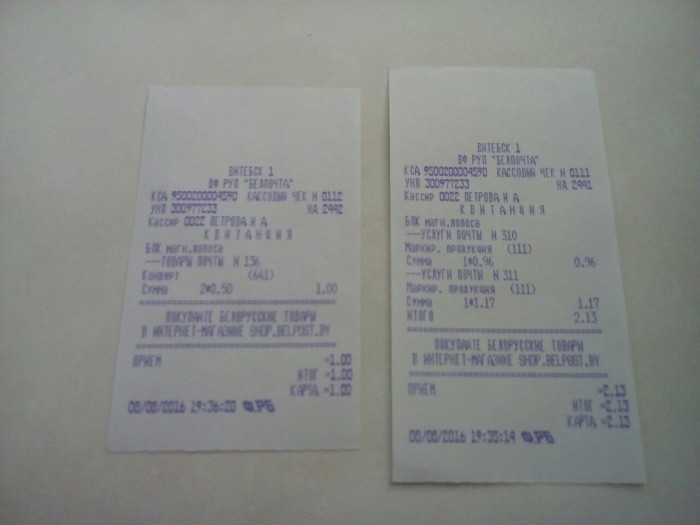 ВИТЕБСК 1
ВФ РУП "БЕЛПОЧТА"
КСА 9500200004590 КАССОВЫЙ ЧЕК N 0112
УНП 300977233 НА 2442
Кассир 0022 ПЕТРОВА Н А
К В И Т А Н Ц И Я
БПК магн.полоса
---ТОВАРЫ ПОЧТЫ N 136
Конверт (641)
Сумма 2*0.50 1.00
ПОКУПАЙТЕ БЕЛОРУССКИЕ ТОВАРЫ
В ИНТЕРНЕТ-МАГАЗИНЕ SHOP.BELPOST.BY
ПРИЕМ =1.00
ИТОГ =1.00
КАРТА =1.00
08/08/2016 19:36:20 РБ
ВИТЕБСК 1
ВФ РУП "БЕЛПОЧТА"
КСА 9500200004590 КАССОВЫЙ ЧЕК N 0111
УНП 300977233 НА 2441
Кассир 0022 ПЕТРОВА Н А
К В И Т А Н Ц И Я
БПК магн.полоса
---УСЛУГИ ПОЧТЫ N 310
Маркир. продукция (111)
Сумма 1*0.96 0.96
---УСЛУГИ ПОЧТЫ N 311
Маркир. продукция (111)
Сумма 1*1.17 1.17
ИТОГО 2.13
ПОКУПАЙТЕ БЕЛОРУССКИЕ ТОВАРЫ
В ИНТЕРНЕТ-МАГАЗИНЕ SHOP.BELPOST.BY
ПРИЕМ =2.13
ИТОГ =2.13
КАРТА =2.13
08/08/2016 19:35:14 РБ